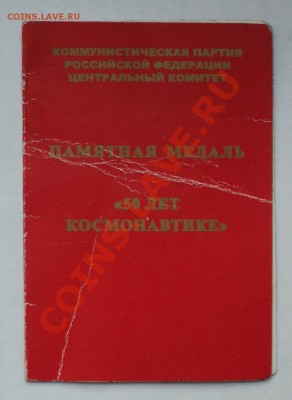 COINS.LAVE.RU
КОММУНИСТИЧЕСКАЯ ПАРТИЯ
РОССИЙСКОЙ ФЕДЕРАЦИИ
ЦЕНТРАЛЬНЫЙ КОМИТЕТ
ПАМЯТНАЯ МЕДАЛЬ
«50 ЛЕТ
КОСМОНАВТИКЕ»
COINS.LAVE.RU